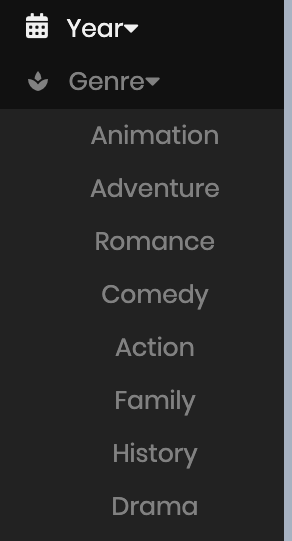 Year
Genre
Animation
Adventure
Romance
Comedy
Action
Family
History
Drama